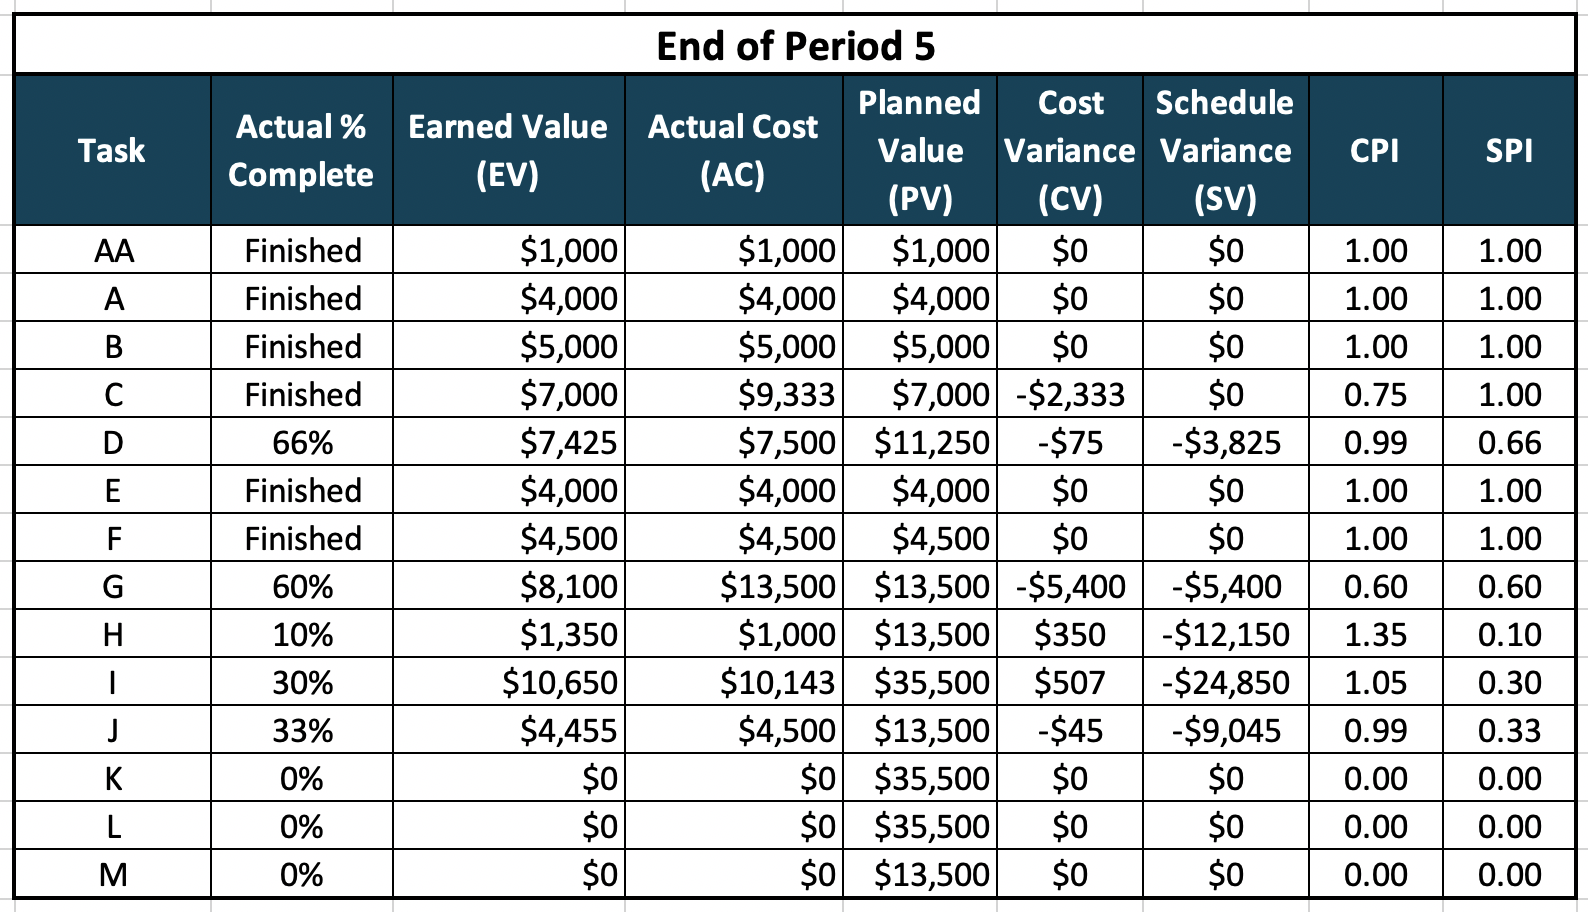 End of Period 5
Task Actual % Complete Earned Value (EV) Actual Cost (AC) Planned Value (PV) Cost Variance (CV) Schedule Variance (SV) CPI SPI
AA Finished $1,000 $1,000 $1,000 $0 $0 1.00 1.00
A Finished $4,000 $4,000 $4,000 $0 $0 1.00 1.00
B Finished $5,000 $5,000 $5,000 $0 $0 1.00 1.00
C Finished $7,000 $9,333 $7,000 -$2,333 $0 0.75 1.00
D 66% $7,425 $7,500 $11,250 -$75 -$3,825 0.99 0.66
E Finished $4,000 $4,000 $4,000 $0 $0 1.00 1.00
F Finished $4,500 $4,500 $4,500 $0 $0 1.00 1.00
G 60% $8,100 $13,500 $13,500 -$5,400 -$5,400 0.60 0.60
H 10% $1,350 $1,000 $13,500 $350 -$12,150 1.35 0.10
I 30% $10,650 $10,143 $35,500 $507 -$24,850 1.05 0.30
J 33% $4,455 $4,500 $13,500 -$45 -$9,045 0.99 0.33
K 0% $0 $0 $35,500 $0 $0 0.00 0.00
L 0% $0 $0 $35,500 $0 $0 0.00 0.00
M 0% $0 $0 $13,500 $0 $0 0.00 0.00